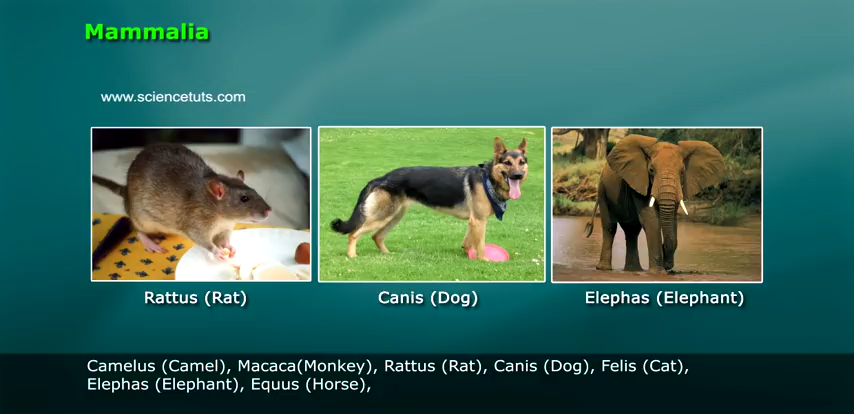 Mammalia
www.sciencetuts.com
Rattus (Rat)
Canis (Dog)
Elephas (Elephant)
Camelus (Camel), Macaca(Monkey), Rattus (Rat), Canis (Dog), Felis (Cat),
Elephas (Elephant), Equus (Horse),